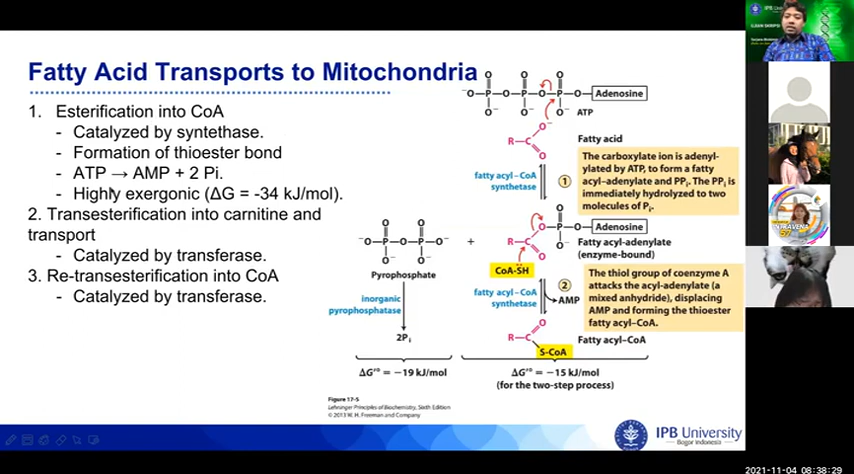 Fatty Acid Transports to Mitochondria
1. Esterification into CoA
- Catalyzed by syntethase.
- Formation of thioester bond
- ATP → AMP + 2 Pi.
- Highly exergonic (ΔG = -34 kJ/mol).
2. Transesterification into carnitine and
transport
- Catalyzed by transferase.
3. Re-transesterification into CoA
- Catalyzed by transferase.
O O O
⁻O–P–O–P–O–P–O– Adenosine
O⁻ O⁻ O⁻ ATP
O⁻
R–C
O
Fatty acid
fatty acyl–CoA
synthetase
1
The carboxylate ion is adenyl-
ylated by ATP, to form a fatty
acyl–adenylate and PPi. The PPi is
immediately hydrolyzed to two
molecules of Pi.
O O
⁻O–P–O–P–O⁻
O⁻ O⁻
Pyrophosphate
+
O
O–P–O– Adenosine
R–C O⁻
O
Fatty acyl-adenylate
(enzyme-bound)
CoA-SH
inorganic
pyrophosphatase
2Pi
fatty acyl–CoA
synthetase
2
AMP
The thiol group of coenzyme A
attacks the acyl-adenylate (a
mixed anhydride), displacing
AMP and forming the thioester
fatty acyl–CoA.
O
R–C
S-CoA
Fatty acyl–CoA
ΔG'° = −19 kJ/mol
ΔG'° = −15 kJ/mol
(for the two-step process)
Figure 17-5
Lehninger Principles of Biochemistry, Sixth Edition
© 2013 W. H. Freeman and Company
IPB University
Bogor Indonesia
IPB Univer
UJIAN SKRIPSI
INTRAVENA
57
2021-11-04 08:38:29